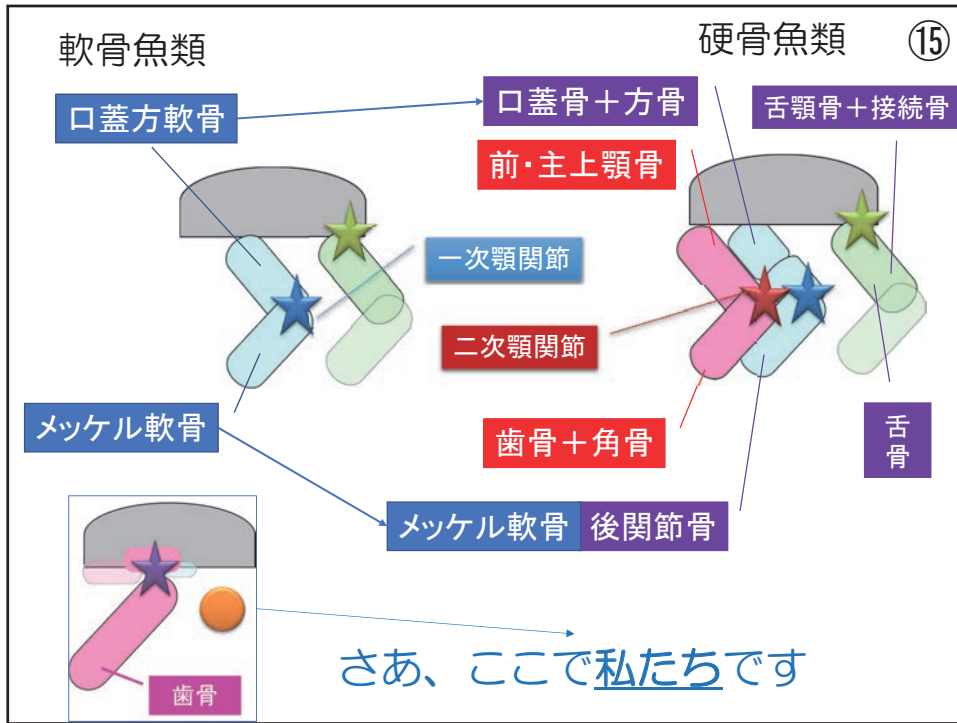 軟骨魚類
硬骨魚類
⑮
口蓋方軟骨
口蓋骨＋方骨
舌顎骨＋接続骨
前・主上顎骨
一次顎関節
二次顎関節
メッケル軟骨
歯骨＋角骨
舌
骨
メッケル軟骨 後関節骨
歯骨
さあ、ここで私たちです